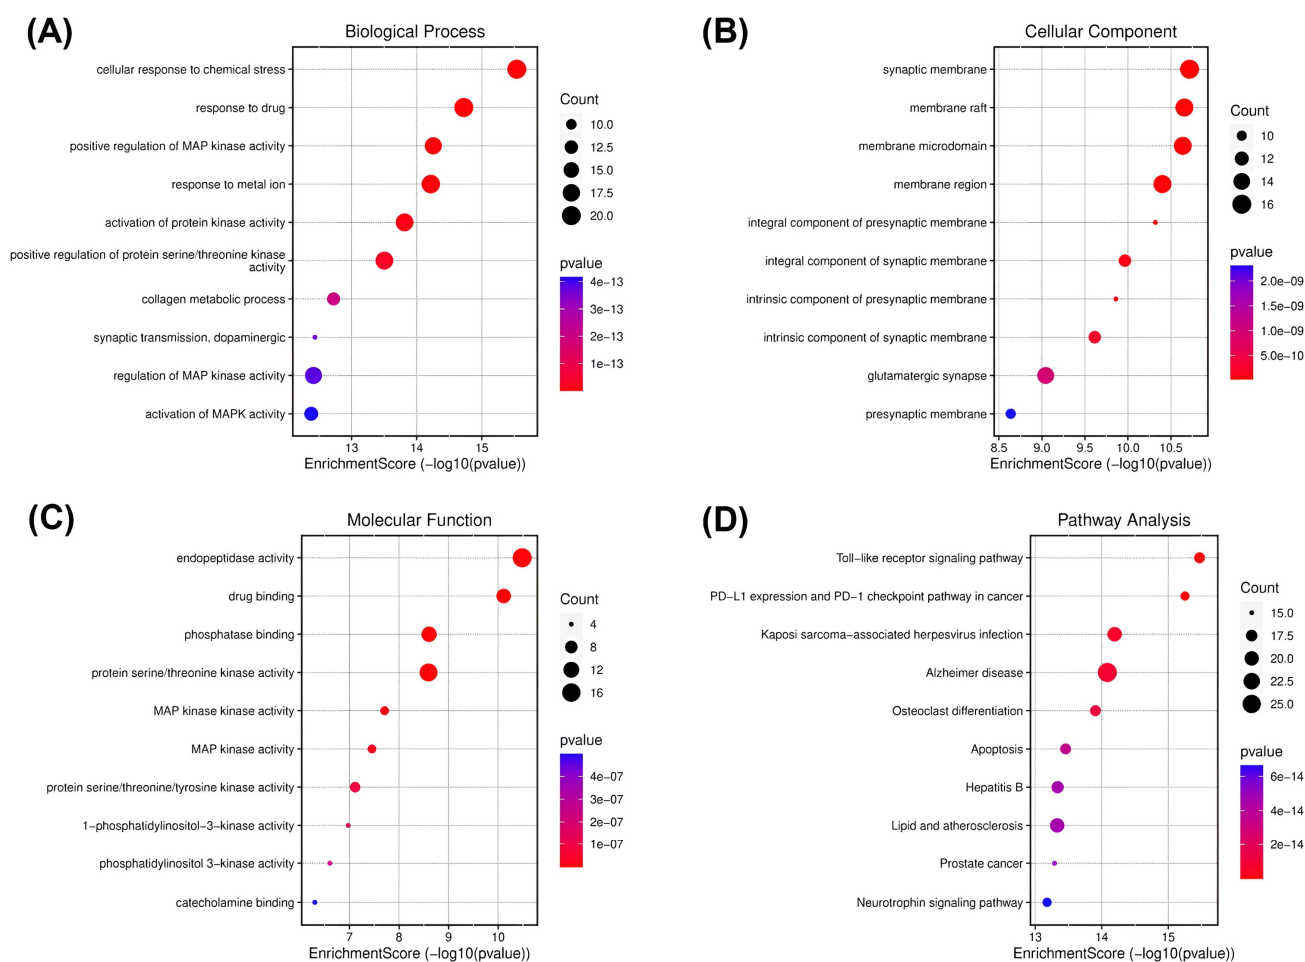 (A)
Biological Process
cellular response to chemical stress
response to drug
positive regulation of MAP kinase activity
response to metal ion
activation of protein kinase activity
positive regulation of protein serine/threonine kinase
activity
collagen metabolic process
synaptic transmission, dopaminergic
regulation of MAP kinase activity
activation of MAPK activity
13 14 15
EnrichmentScore (−log10(pvalue))
Count
10.0
12.5
15.0
17.5
20.0
pvalue
4e−13
3e−13
2e−13
1e−13
(B)
Cellular Component
synaptic membrane
membrane raft
membrane microdomain
membrane region
integral component of presynaptic membrane
integral component of synaptic membrane
intrinsic component of presynaptic membrane
intrinsic component of synaptic membrane
glutamatergic synapse
presynaptic membrane
8.5 9.0 9.5 10.0 10.5
EnrichmentScore (−log10(pvalue))
Count
10
12
14
16
pvalue
2.0e−09
1.5e−09
1.0e−09
5.0e−10
(C)
Molecular Function
endopeptidase activity
drug binding
phosphatase binding
protein serine/threonine kinase activity
MAP kinase kinase activity
MAP kinase activity
protein serine/threonine/tyrosine kinase activity
1−phosphatidylinositol−3−kinase activity
phosphatidylinositol 3−kinase activity
catecholamine binding
7 8 9 10
EnrichmentScore (−log10(pvalue))
Count
4
8
12
16
pvalue
4e−07
3e−07
2e−07
1e−07
(D)
Pathway Analysis
Toll−like receptor signaling pathway
PD−L1 expression and PD−1 checkpoint pathway in cancer
Kaposi sarcoma−associated herpesvirus infection
Alzheimer disease
Osteoclast differentiation
Apoptosis
Hepatitis B
Lipid and atherosclerosis
Prostate cancer
Neurotrophin signaling pathway
13 14 15
EnrichmentScore (−log10(pvalue))
Count
15.0
17.5
20.0
22.5
25.0
pvalue
6e−14
4e−14
2e−14